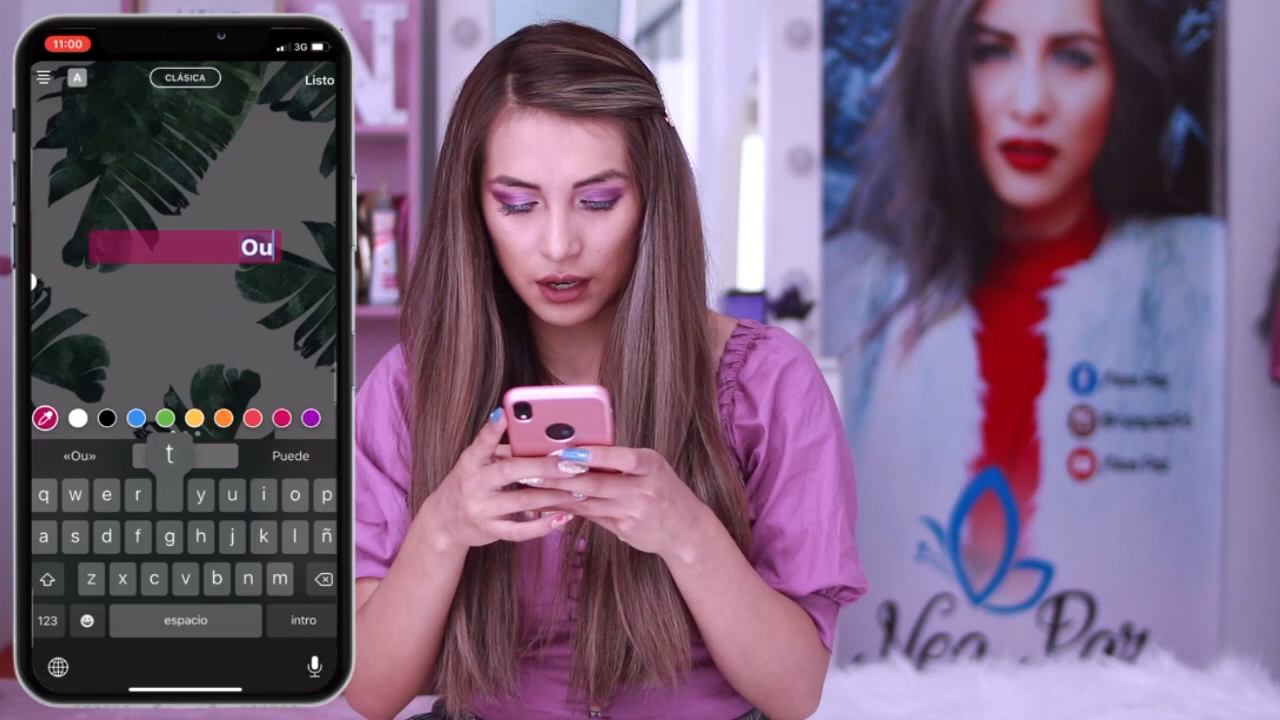 11:00
3G
A
CLÁSICA
Listo
Ou
«Ou»
t
Puede
q w e r y u i o p
a s d f g h j k l ñ
z x c v b n m
123
espacio
intro